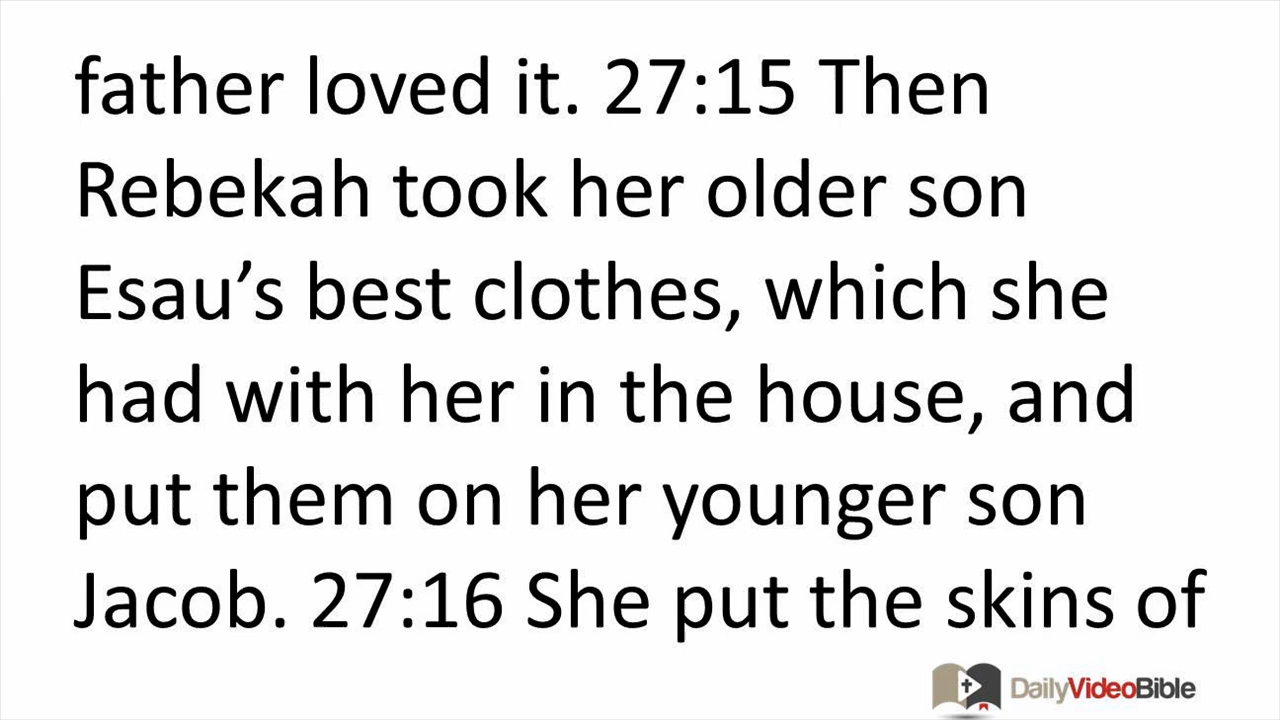 father loved it. 27:15 Then
Rebekah took her older son
Esau’s best clothes, which she
had with her in the house, and
put them on her younger son
Jacob. 27:16 She put the skins of
DailyVideoBible